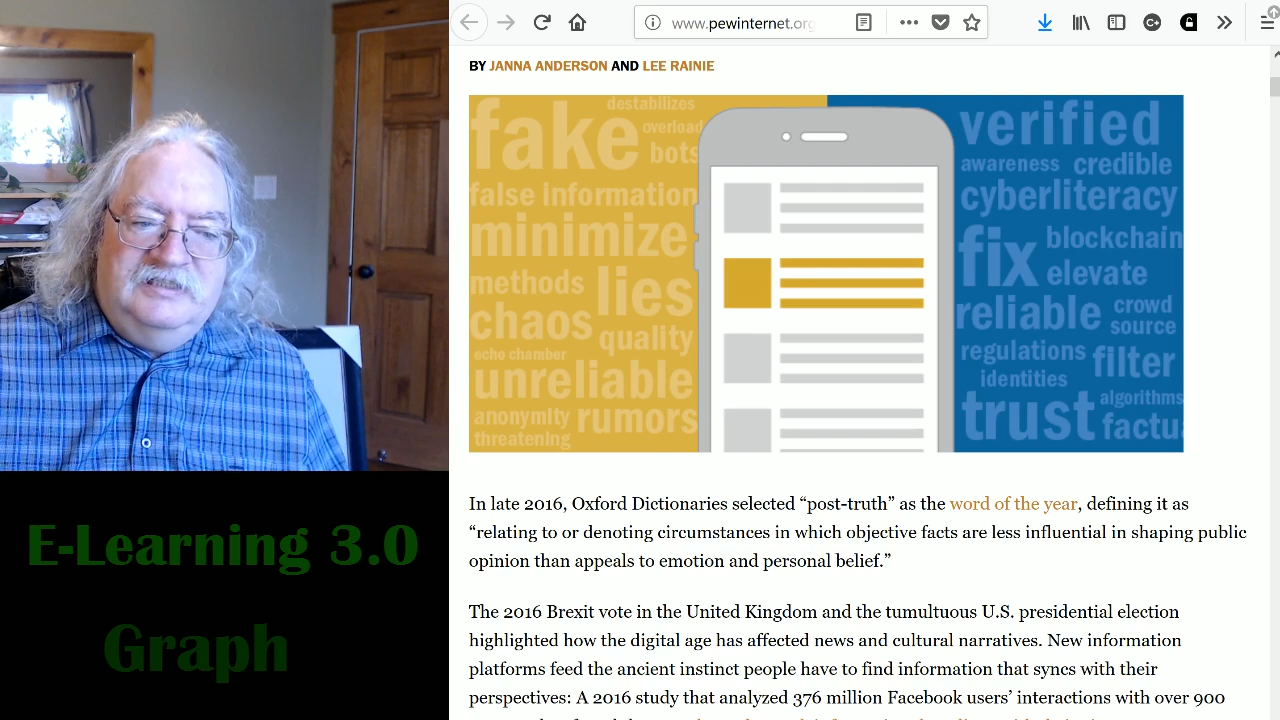 www.pewinternet.org
BY JANNA ANDERSON AND LEE RAINIE
destabilizes
fake
overload
bots
false information
minimize
methods
lies
chaos
quality
echo chamber
unreliable
anonymity
rumors
threatening
verified
awareness credible
cyberliteracy
fix
blockchain
elevate
reliable
crowd
source
regulations
filter
identities
trust
algorithms
factu
In late 2016, Oxford Dictionaries selected “post-truth” as the word of the year, defining it as
“relating to or denoting circumstances in which objective facts are less influential in shaping public
opinion than appeals to emotion and personal belief.”
The 2016 Brexit vote in the United Kingdom and the tumultuous U.S. presidential election
highlighted how the digital age has affected news and cultural narratives. New information
platforms feed the ancient instinct people have to find information that syncs with their
perspectives: A 2016 study that analyzed 376 million Facebook users’ interactions with over 900
E-Learning 3.0
Graph